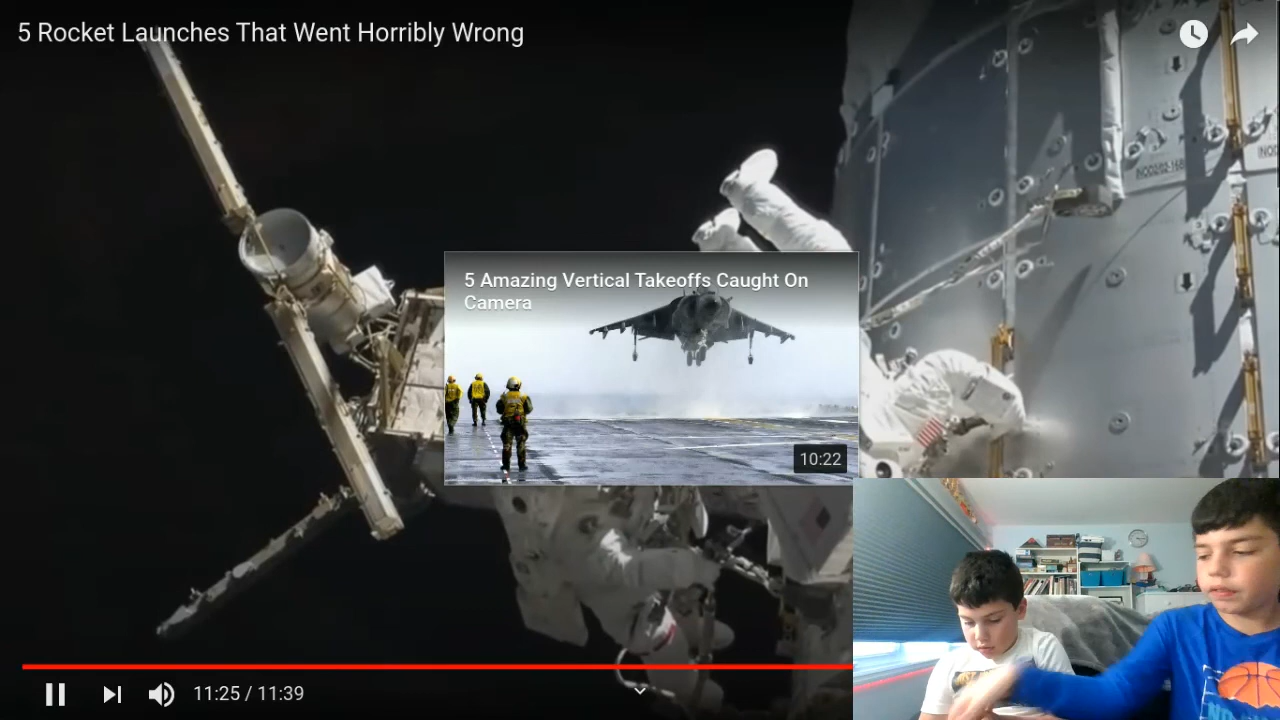 5 Rocket Launches That Went Horribly Wrong
5 Amazing Vertical Takeoffs Caught On
Camera
10:22
11:25 / 11:39